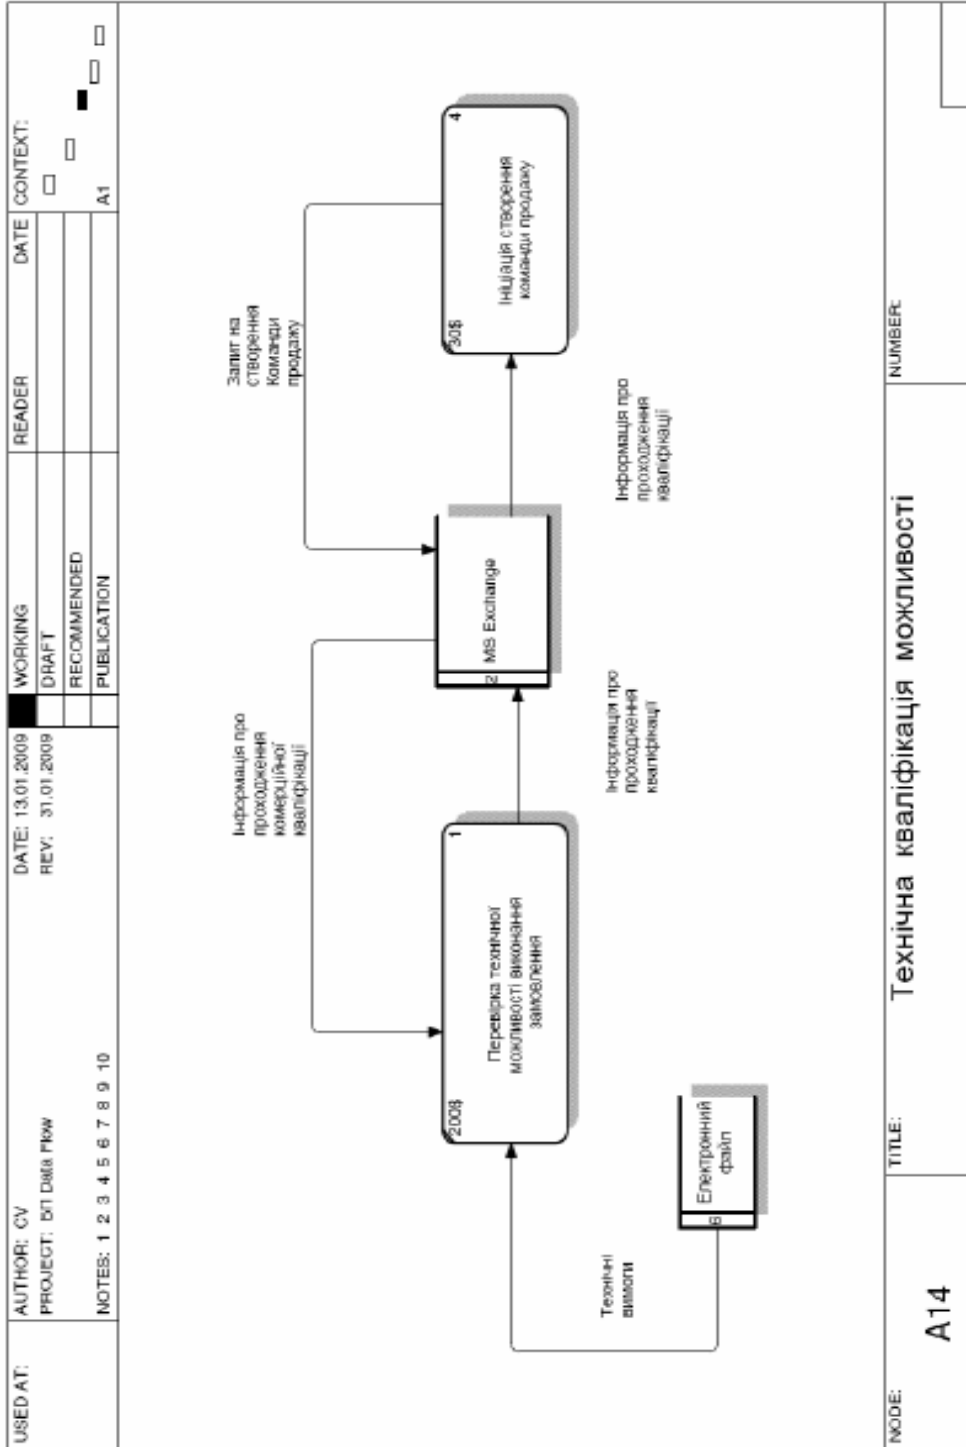 USED AT:
AUTHOR: CV
DATE: 13.01.2009
WORKING
READER
DATE
CONTEXT:
PROJECT: БП Data Flow
REV: 31.01.2009
DRAFT
RECOMMENDED
NOTES: 1 2 3 4 5 6 7 8 9 10
PUBLICATION
A1
Запит на
створення
Команди
продажу
Інформація про
проходження
комерційної
кваліфікації
200$
Перевірка технічної
можливості виконання
замовлення
1
2
MS Exchange
30$
Ініціація створення
команди продажу
4
Інформація про
проходження
кваліфікації
Інформація про
проходження
кваліфікації
Технічні
вимоги
6
Електронний
файл
NODE:
A14
TITLE:
Технічна кваліфікація можливості
NUMBER: